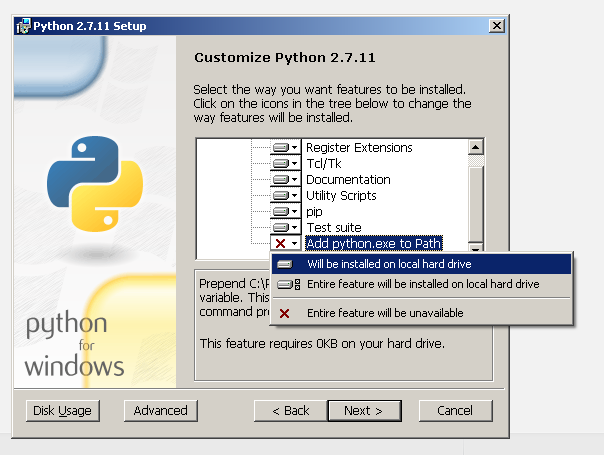 Python 2.7.11 Setup
Customize Python 2.7.11
Select the way you want features to be installed.
Click on the icons in the tree below to change the
way features will be installed.
Register Extensions
Tcl/Tk
Documentation
Utility Scripts
pip
Test suite
Add python.exe to Path
Will be installed on local hard drive
Entire feature will be installed on local hard drive
Entire feature will be unavailable
Prepend C:\
variable. This
command
This feature requires 0KB on your hard drive.
python
for
windows
Disk Usage
Advanced
< Back
Next >
Cancel